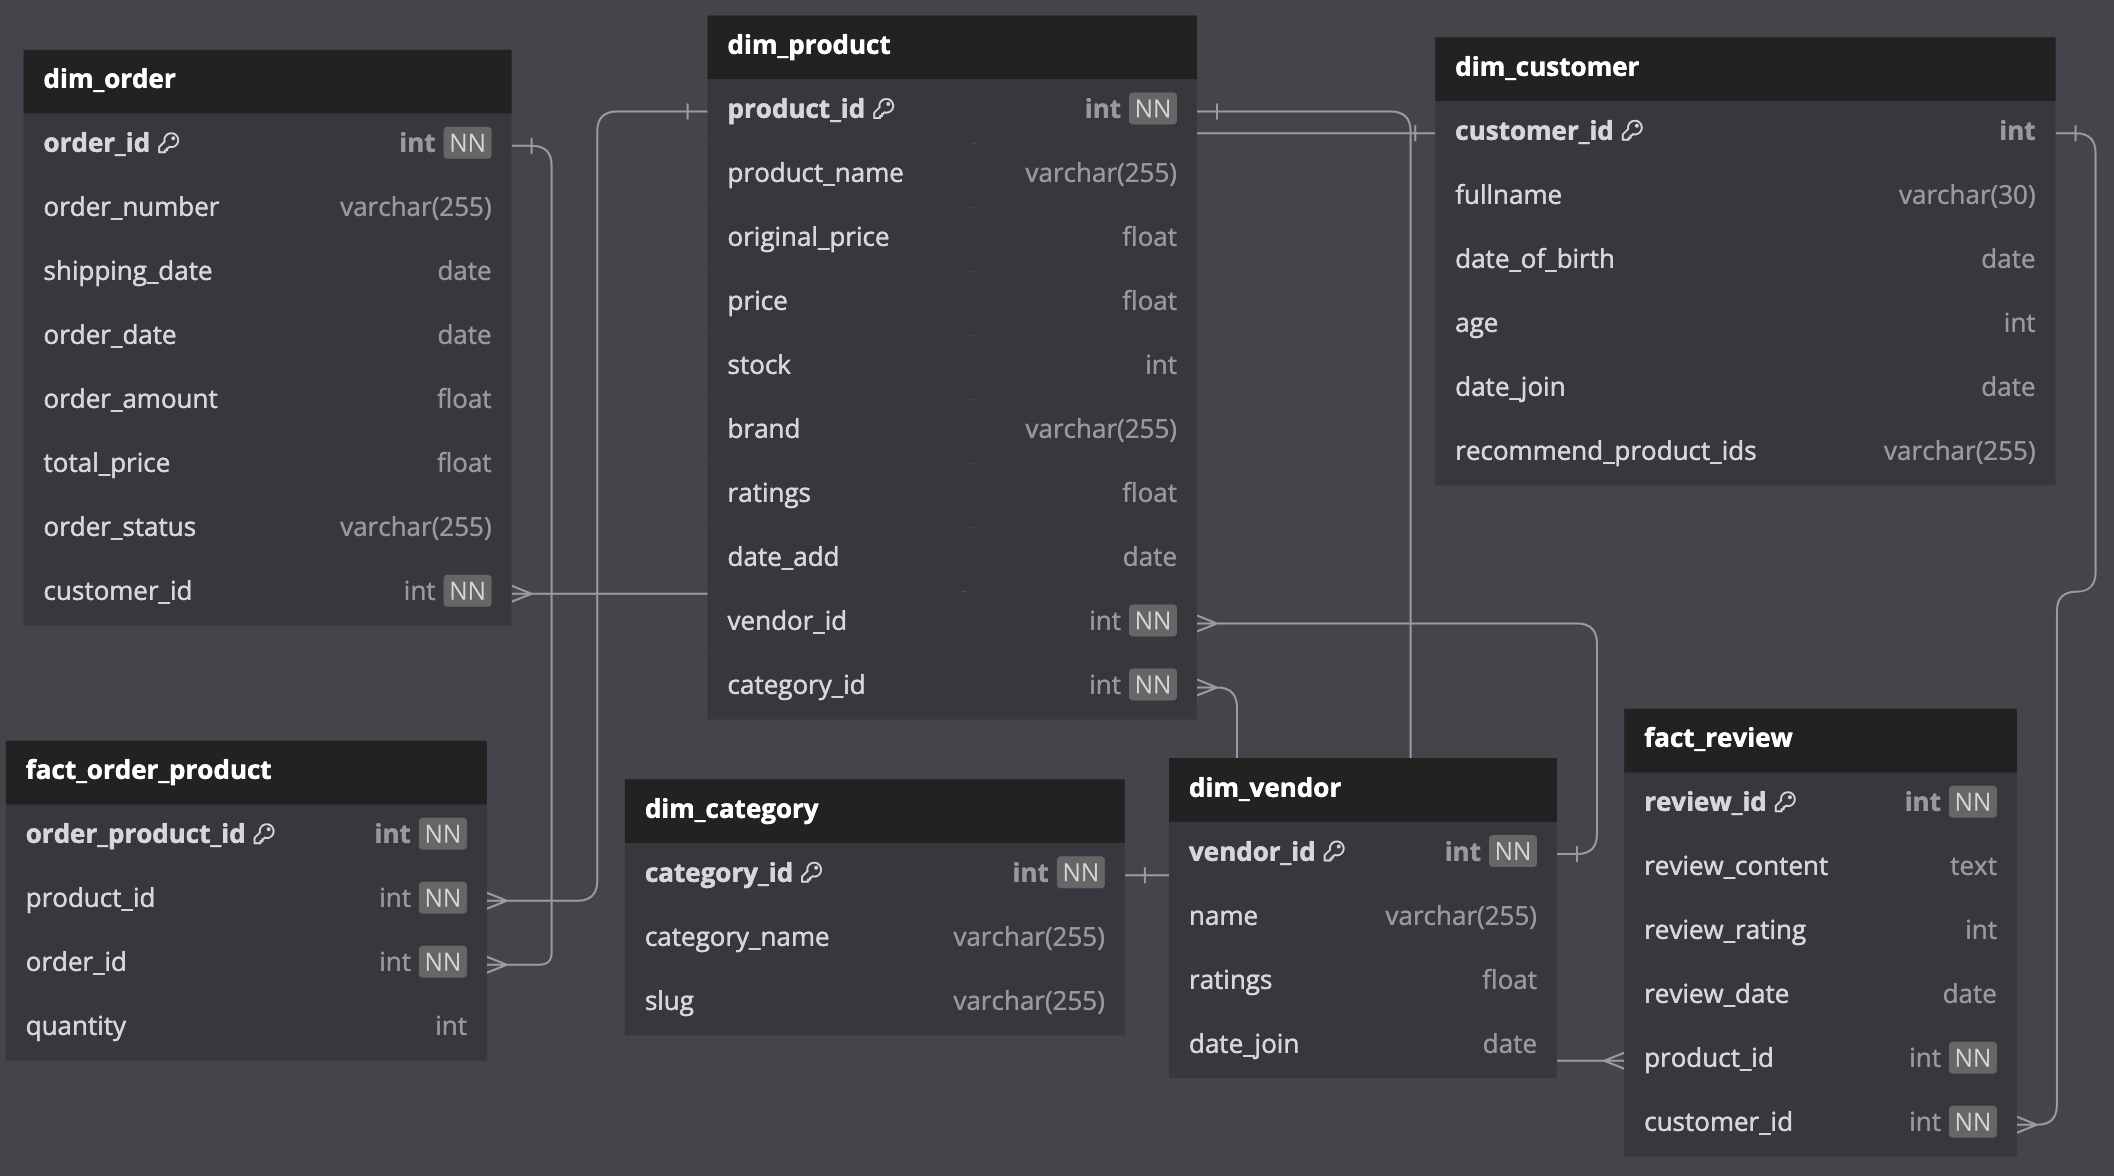 dim_order
order_id int NN
order_number varchar(255)
shipping_date date
order_date date
order_amount float
total_price float
order_status varchar(255)
customer_id int NN
dim_product
product_id int NN
product_name varchar(255)
original_price float
price float
stock int
brand varchar(255)
ratings float
date_add date
vendor_id int NN
category_id int NN
dim_customer
customer_id int
fullname varchar(30)
date_of_birth date
age int
date_join date
recommend_product_ids varchar(255)
fact_order_product
order_product_id int NN
product_id int NN
order_id int NN
quantity int
dim_category
category_id int NN
category_name varchar(255)
slug varchar(255)
dim_vendor
vendor_id int NN
name varchar(255)
ratings float
date_join date
fact_review
review_id int NN
review_content text
review_rating int
review_date date
product_id int NN
customer_id int NN